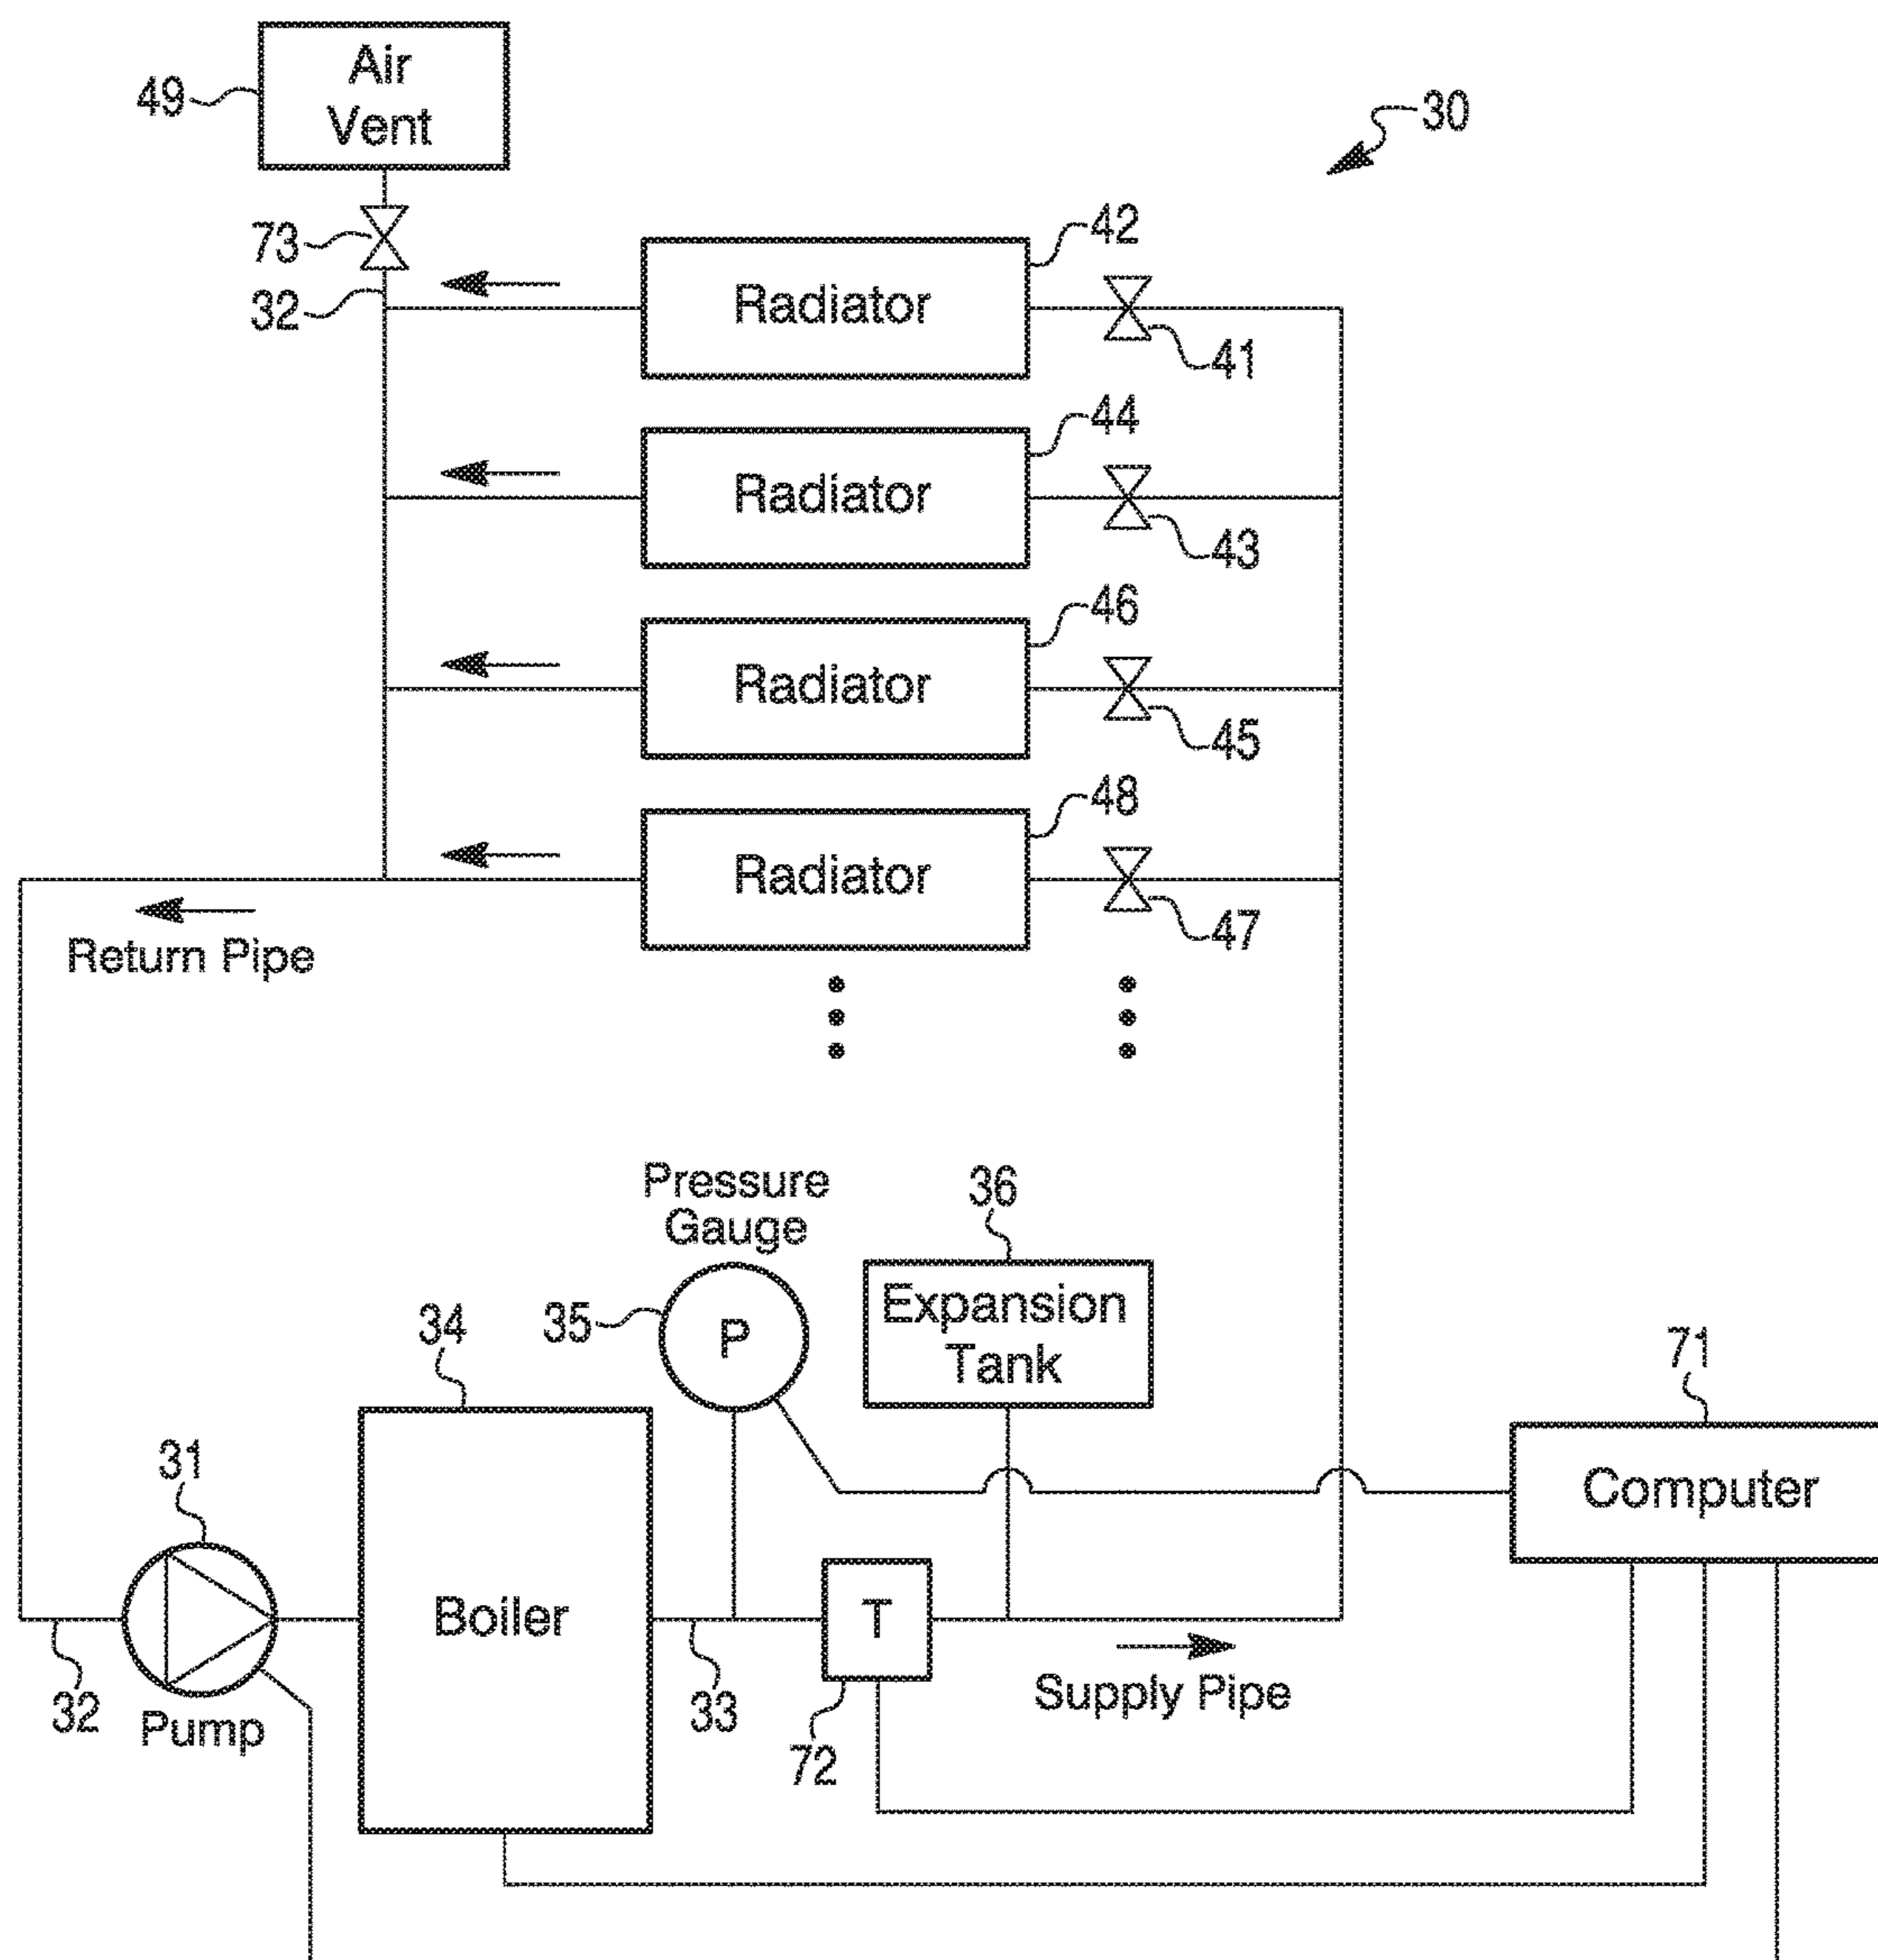 Air
Vent
49
30
73
32
42
Radiator
41
44
Radiator
43
46
Radiator
45
48
Radiator
47
Return Pipe
Pressure
Gauge
36
35
P
Expansion
Tank
34
71
Computer
31
Boiler
T
32
Pump
33
72
Supply Pipe